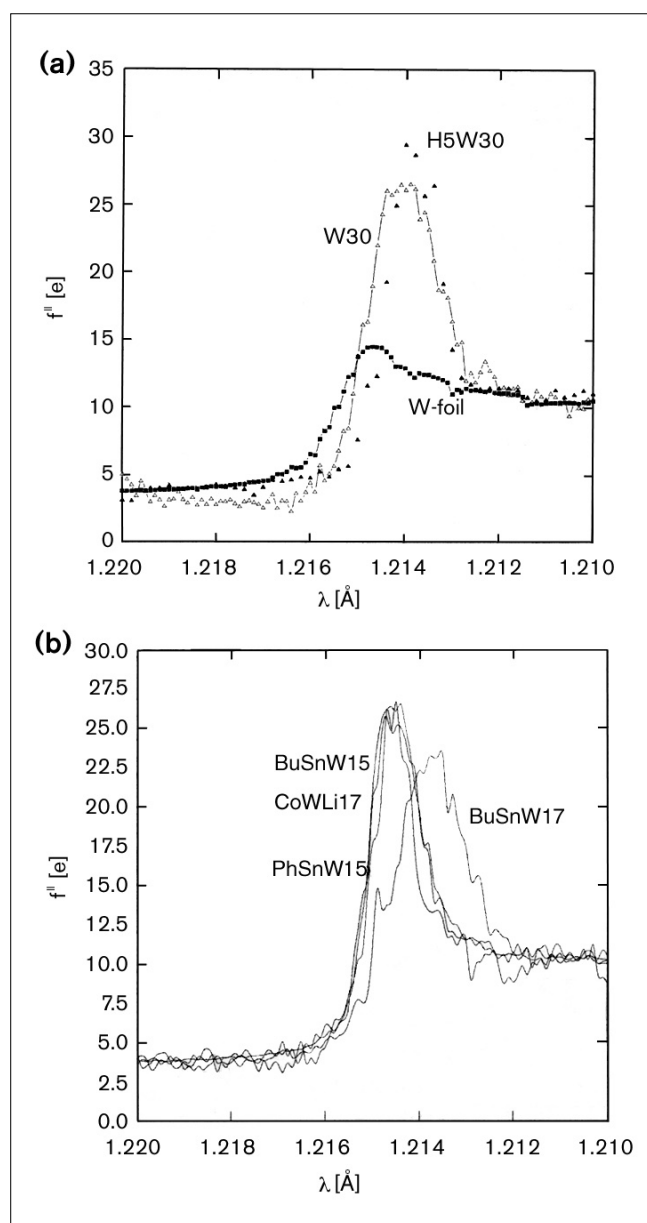 (a)
35
30
25
20
15
10
5
0
f" [e]
H5W30
W30
W-foil
1.220 1.218 1.216 1.214 1.212 1.210
λ [Å]
(b)
30.0
27.5
25.0
22.5
20.0
17.5
15.0
12.5
10.0
7.5
5.0
2.5
0.0
f" [e]
BuSnW15
CoWLi17
BuSnW17
PhSnW15
1.220 1.218 1.216 1.214 1.212 1.210
λ [Å]